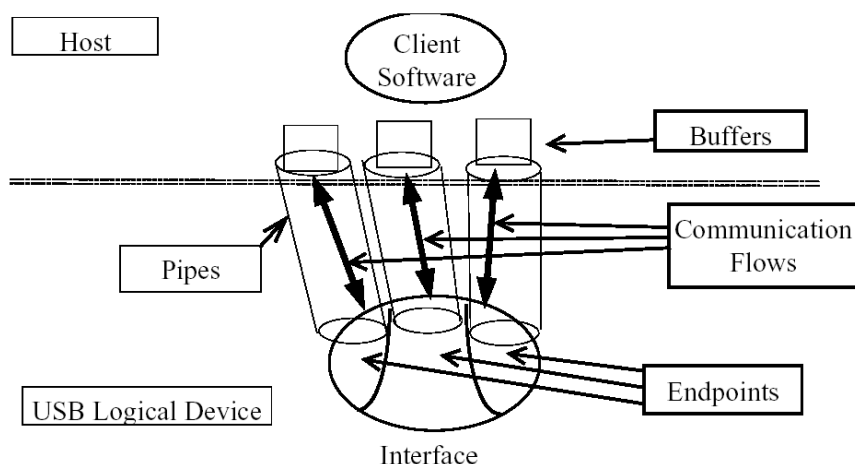 Host
Client
Software
Buffers
Communication
Flows
Pipes
Endpoints
USB Logical Device
Interface